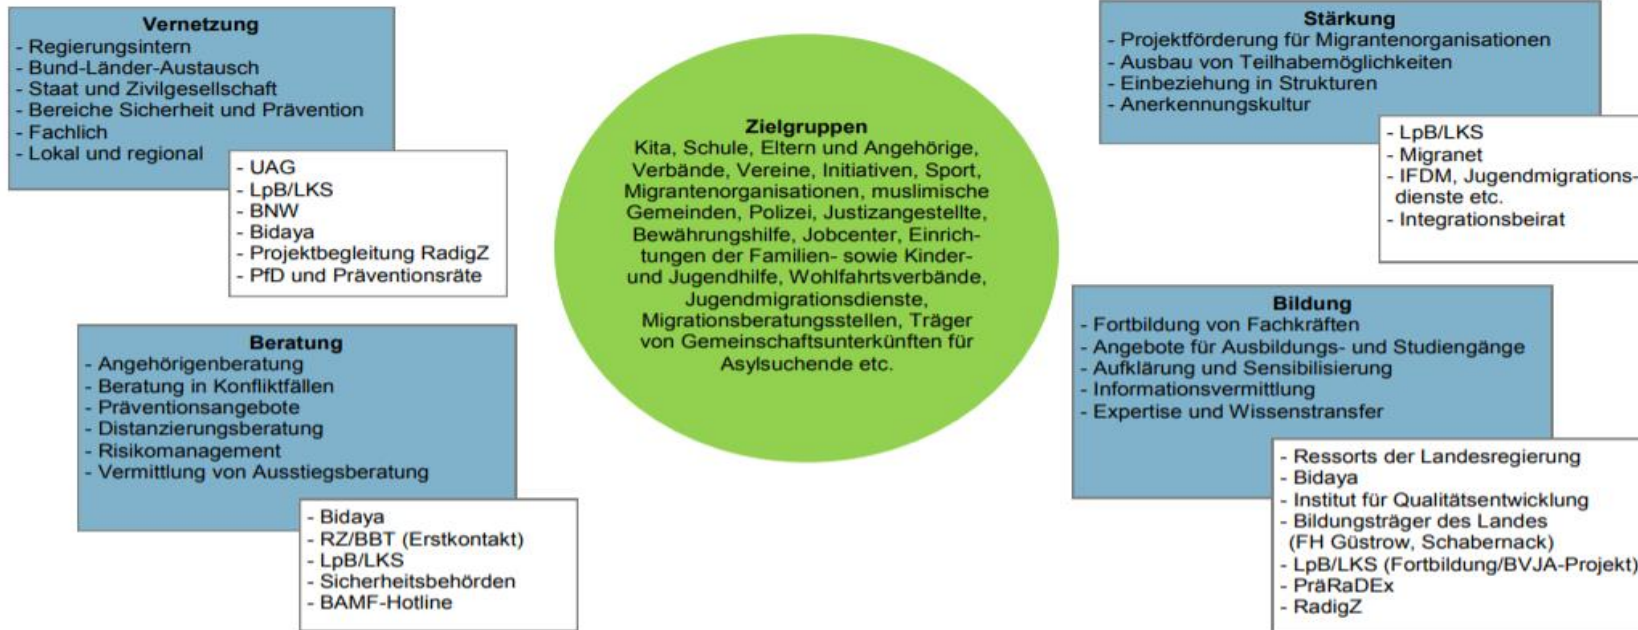 Vernetzung
- Regierungsintern
- Bund-Länder-Austausch
- Staat und Zivilgesellschaft
- Bereiche Sicherheit und Prävention
- Fachlich
- Lokal und regional
- UAG
- LpB/LKS
- BNW
- Bidaya
- Projektbegleitung RadigZ
- PfD und Präventionsräte
Beratung
- Angehörigenberatung
- Beratung in Konfliktfällen
- Präventionsangebote
- Distanzierungsberatung
- Risikomanagement
- Vermittlung von Ausstiegsberatung
- Bidaya
- RZ/BBT (Erstkontakt)
- LpB/LKS
- Sicherheitsbehörden
- BAMF-Hotline
Zielgruppen
Kita, Schule, Eltern und Angehörige,
Verbände, Vereine, Initiativen, Sport,
Migrantenorganisationen, muslimische
Gemeinden, Polizei, Justizangestellte,
Bewährungshilfe, Jobcenter, Einrich-
tungen der Familien- sowie Kinder-
und Jugendhilfe, Wohlfahrtsverbände,
Jugendmigrationsdienste,
Migrationsberatungsstellen, Träger
von Gemeinschaftsunterkünften für
Asylsuchende etc.
Stärkung
- Projektförderung für Migrantenorganisationen
- Ausbau von Teilhabemöglichkeiten
- Einbeziehung in Strukturen
- Anerkennungskultur
- LpB/LKS
- Migranet
- IFDM, Jugendmigrations-
dienste etc.
- Integrationsbeirat
Bildung
- Fortbildung von Fachkräften
- Angebote für Ausbildungs- und Studiengänge
- Aufklärung und Sensibilisierung
- Informationsvermittlung
- Expertise und Wissenstransfer
- Ressorts der Landesregierung
- Bidaya
- Institut für Qualitätsentwicklung
- Bildungsträger des Landes
(FH Güstrow, Schabernack)
- LpB/LKS (Fortbildung/BVJA-Projekt)
- PräRaDEx
- RadigZ